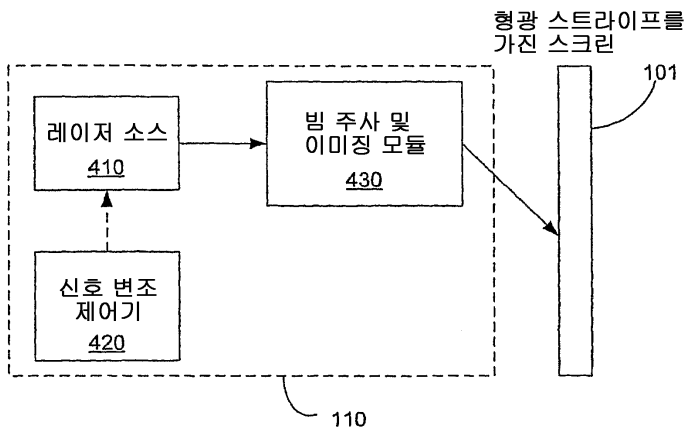 형광 스트라이프를
가진 스크린
101
레이저 소스
410
빔 주사 및
이미징 모듈
430
신호 변조
제어기
420
110